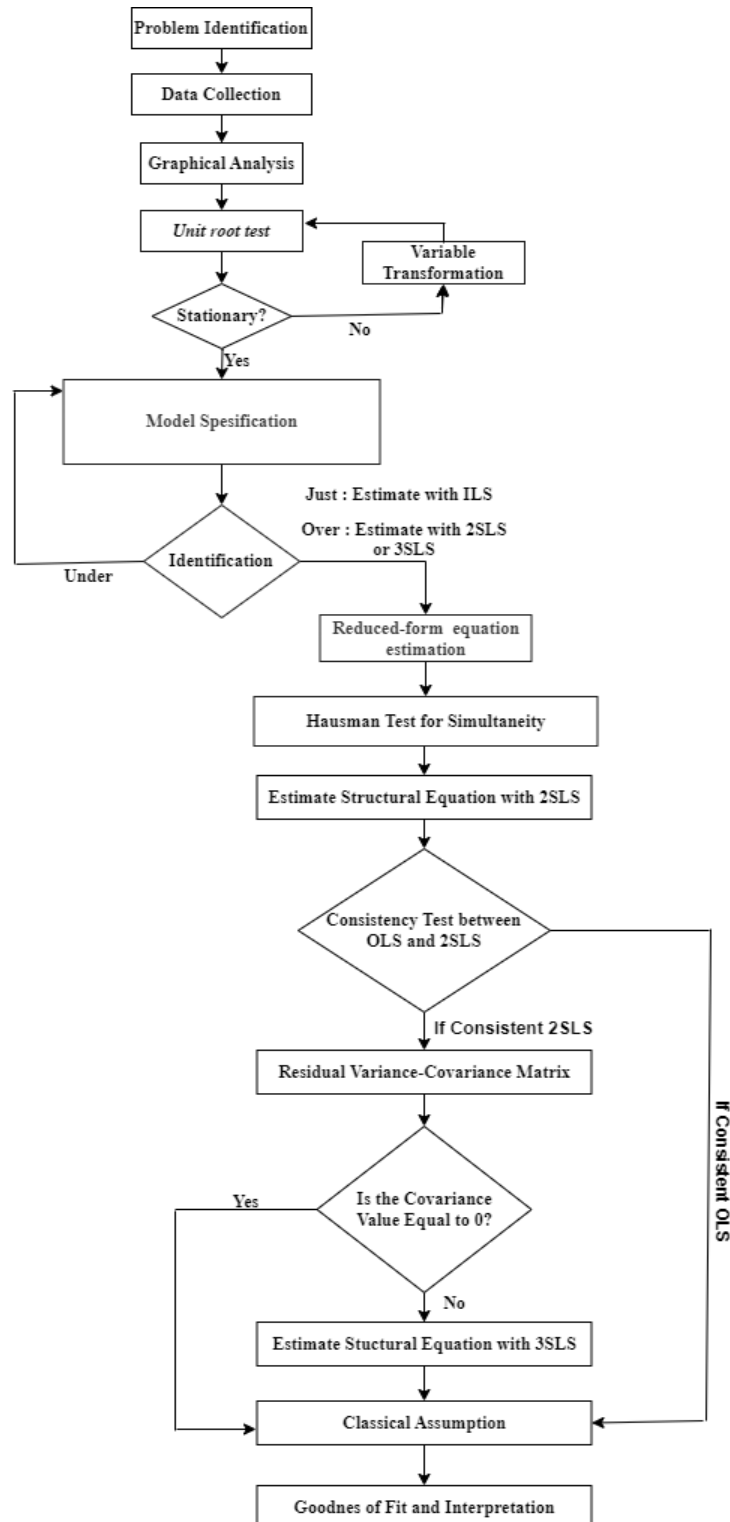 Problem Identification
Data Collection
Graphical Analysis
Unit root test
Variable
Transformation
Stationary?
No
Yes
Model Spesification
Just : Estimate with ILS
Over : Estimate with 2SLS
or 3SLS
Identification
Under
Reduced-form equation
estimation
Hausman Test for Simultaneity
Estimate Structural Equation with 2SLS
Consistency Test between
OLS and 2SLS
If Consistent 2SLS
Residual Variance-Covariance Matrix
If Consistent OLS
Yes
Is the Covariance
Value Equal to 0?
No
Estimate Stuctural Equation with 3SLS
Classical Assumption
Goodnes of Fit and Interpretation